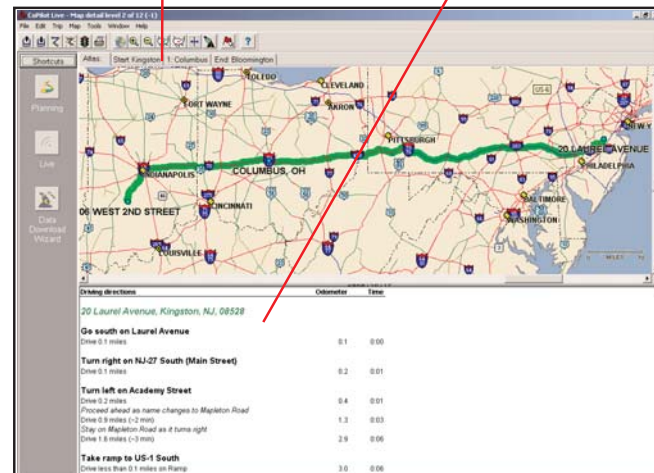 CoPilot Live - Map detail level 2 of 12 (-1)
File Edit Trip Map Tools Window Help
Shortcuts
Atlas Start Kingston 1: Columbus End: Bloomington
Planning
Live
Data
Download
Wizard
TOLEDO
CLEVELAND
US-6
FORT WAYNE
AKRON
PITTSBURGH
20 LAUREL AVENUE
INDIANAPOLIS
COLUMBUS, OH
PHILADELPHIA
06 WEST 2ND STREET
CINCINNATI
BALTIMORE
WASHINGTON
LOUISVILLE
MILES
Driving directions Odometer Time
20 Laurel Avenue, Kingston, NJ, 08528
Go south on Laurel Avenue
Drive 0.1 miles 0.1 0:00
Turn right on NJ-27 South (Main Street)
Drive 0.1 miles 0.2 0:01
Turn left on Academy Street
Drive 0.2 miles 0.4 0:01
Proceed ahead as name changes to Mapleton Road
Drive 0.9 miles (~2 min) 1.3 0:03
Stay on Mapleton Road as it turns right
Drive 1.6 miles (~3 min) 2.9 0:06
Take ramp to US-1 South
Drive less than 0.1 miles on Ramp 3.0 0:06